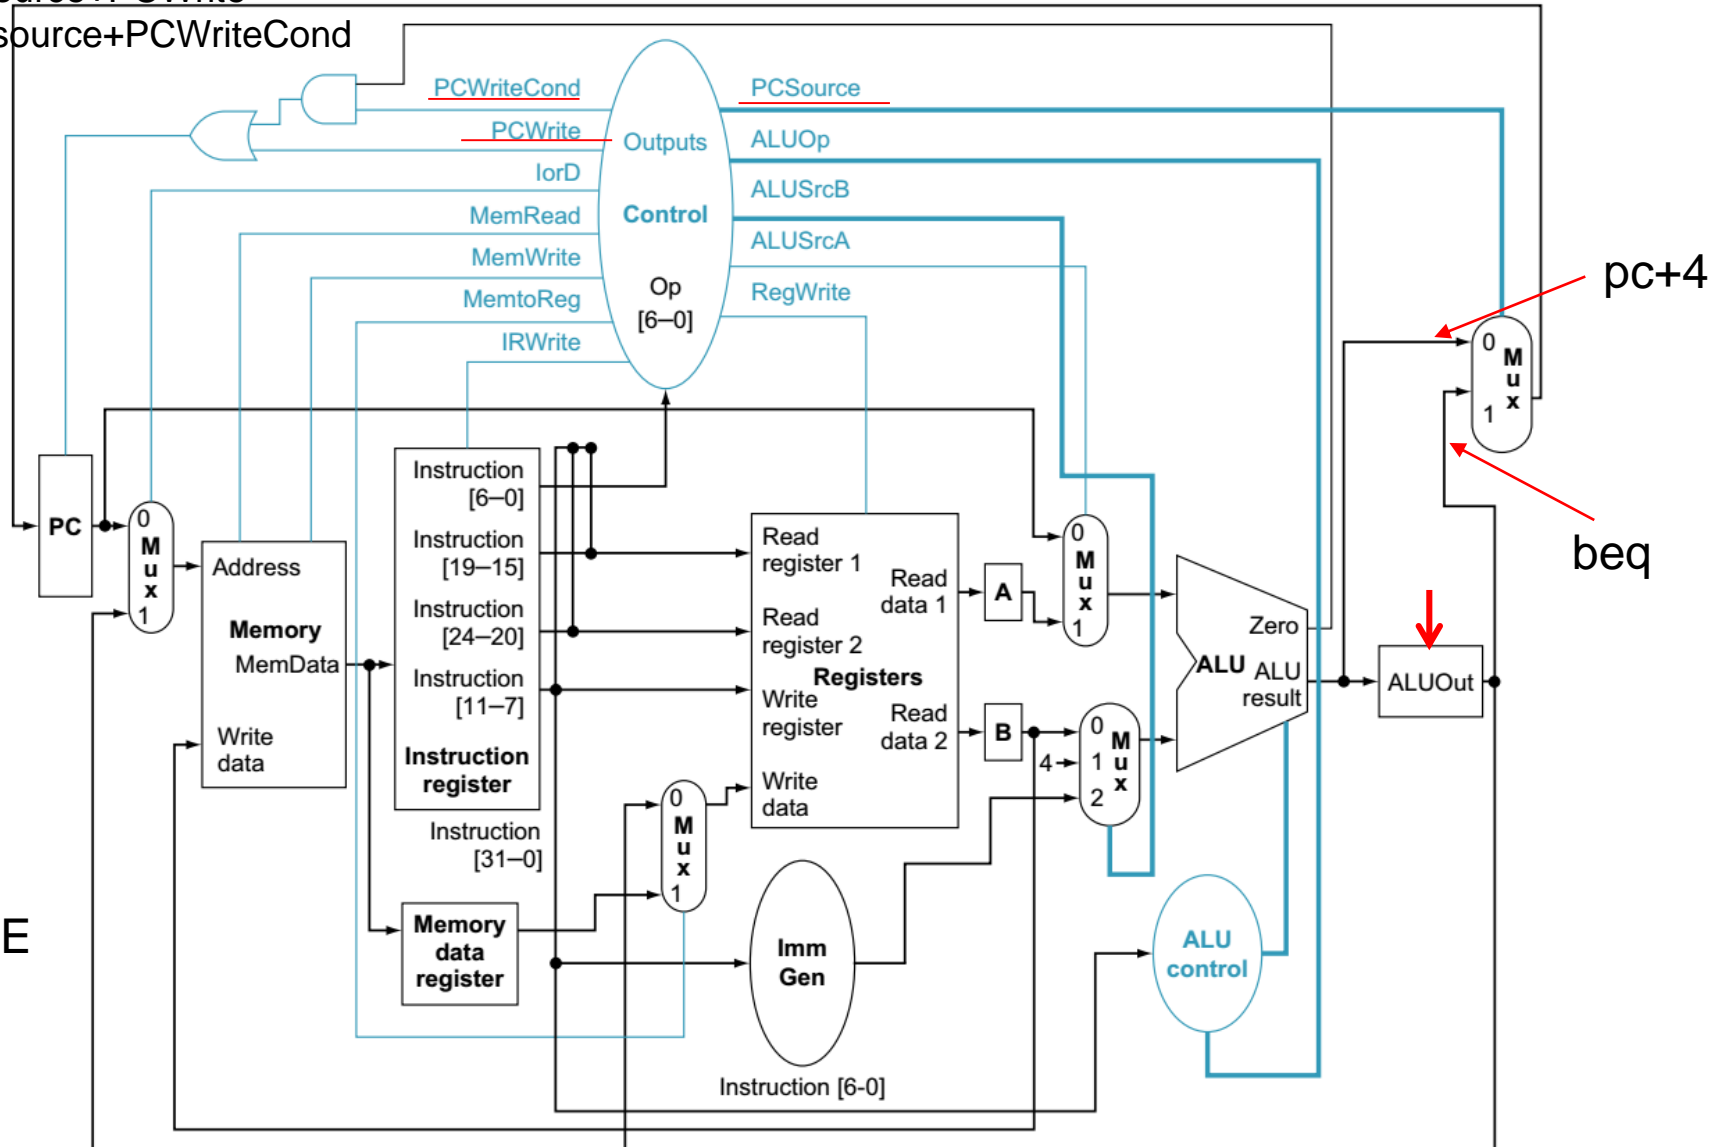 source+PCWriteCond
PCWriteCond
PCSource
PCWrite
Outputs
ALUOp
IorD
ALUSrcB
MemRead
Control
MemWrite
ALUSrcA
MemtoReg
Op
[6–0]
RegWrite
IRWrite
pc+4
0
M
u
x
1
beq
PC
0
M
u
x
1
Address
Memory
MemData
Write
data
Instruction
[6–0]
Instruction
[19–15]
Instruction
[24–20]
Instruction
[11–7]
Instruction
register
Instruction
[31–0]
Memory
data
register
0
M
u
x
1
Read
register 1
Read
register 2
Registers
Write
register
Write
data
Read
data 1
Read
data 2
A
B
0
M
u
x
1
4
0
1
2
M
u
x
Zero
ALU
ALU
result
ALUOut
E
Imm
Gen
ALU
control
Instruction [6-0]